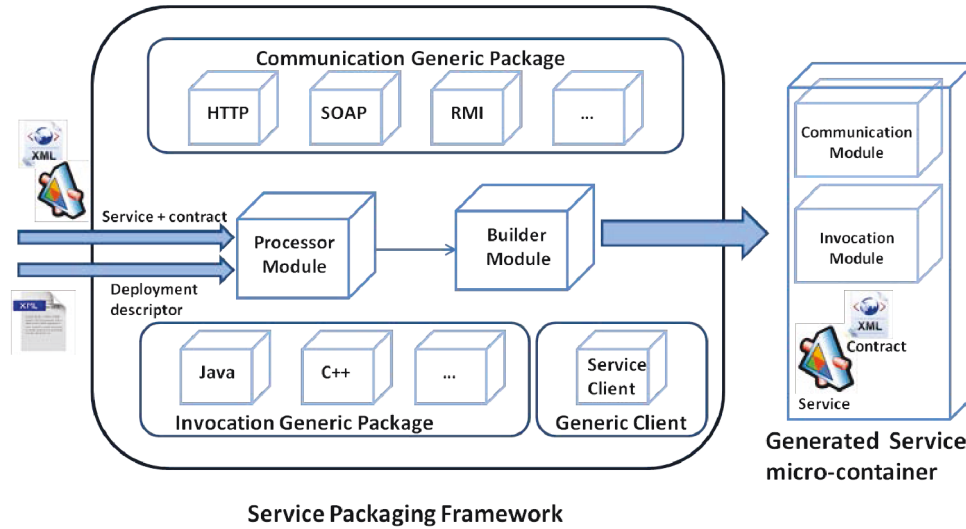 Communication Generic Package
HTTP
SOAP
RMI
...
XML
Service + contract
Processor
Module
Builder
Module
Deployment
descriptor
XML
Java
C++
...
Invocation Generic Package
Service
Client
Generic Client
Communication
Module
Invocation
Module
XML
Contract
Service
Generated Service
micro-container
Service Packaging Framework